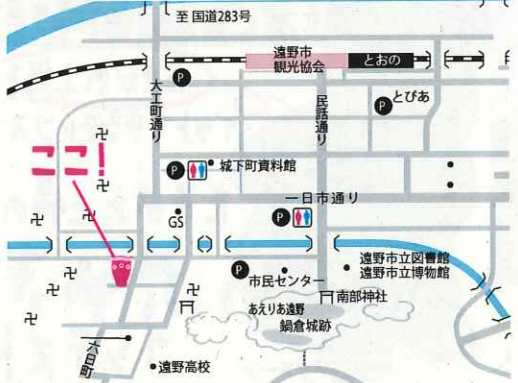 至 国道283号
遠野市
観光協会
とおの
P
大工町通り
民話通り
P
とぴあ
ここ!
P
城下町資料館
一日市通り
GS
P
P
市民センター
遠野市立図書館
遠野市立博物館
南部神社
あえりあ遠野
鍋倉城跡
六日町
遠野高校